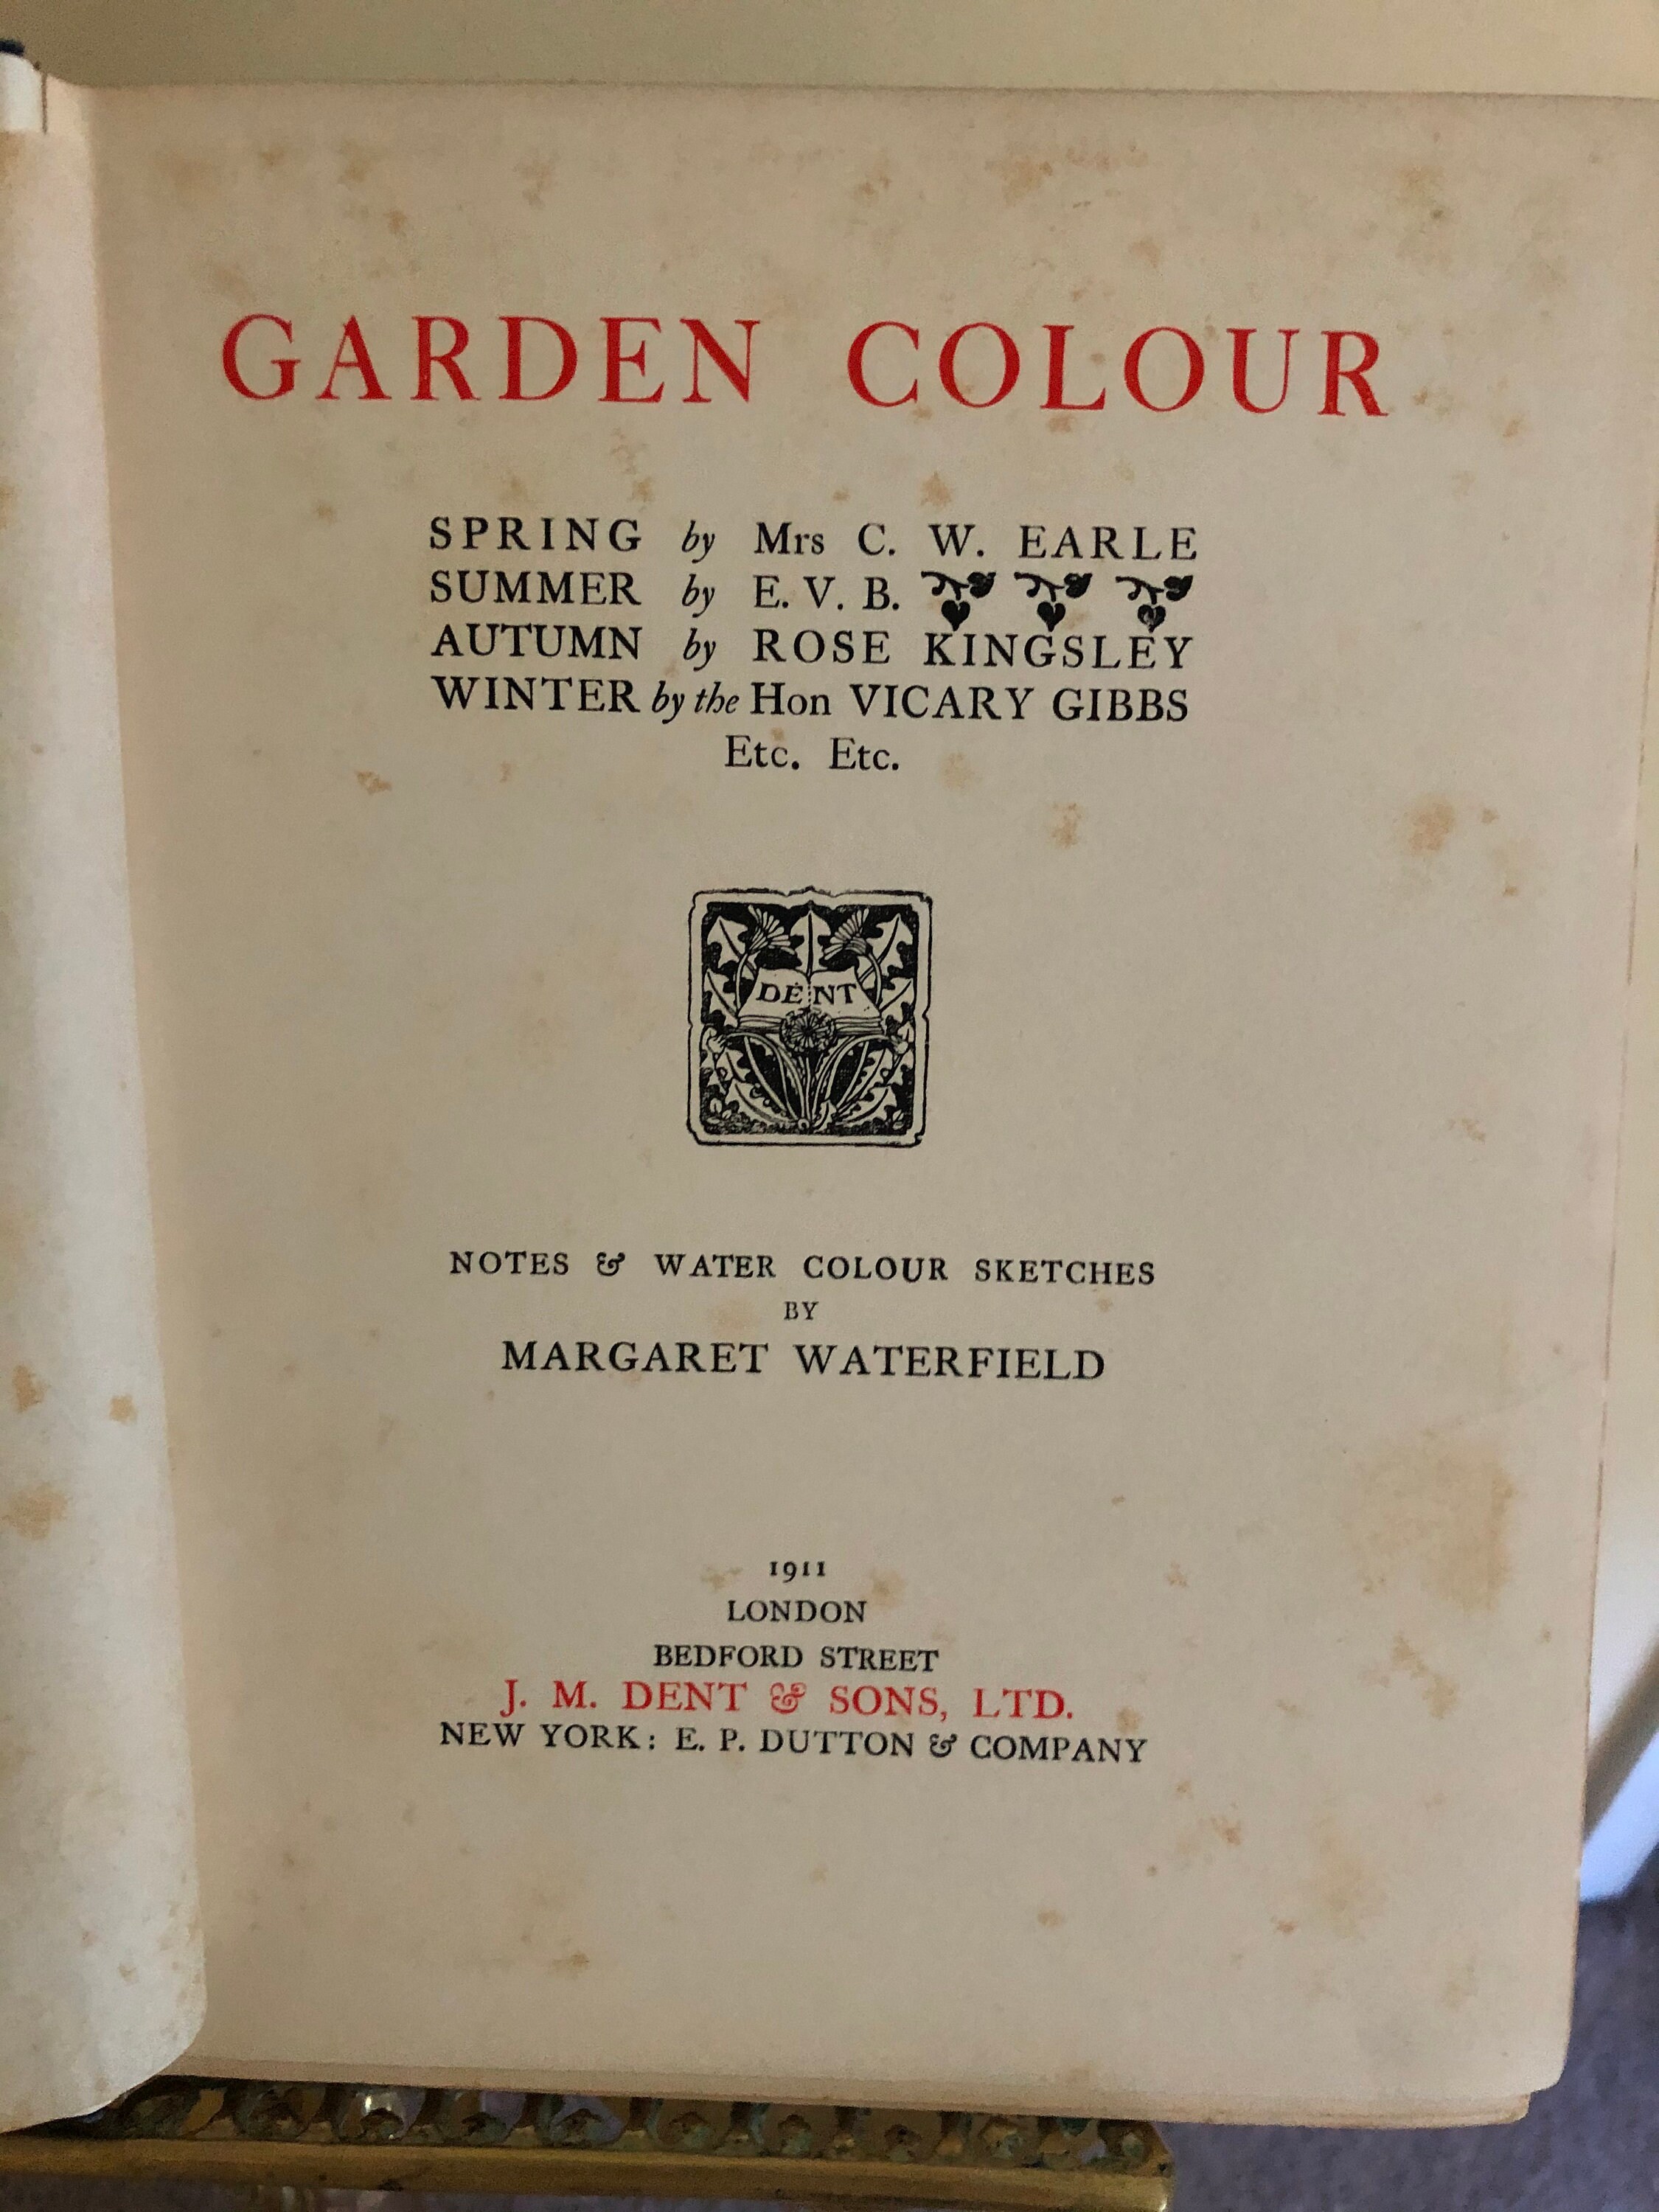 GARDEN COLOUR
SPRING by Mrs C. W. EARLE
SUMMER by E. V. B.
AUTUMN by ROSE KINGSLEY
WINTER by the Hon VICARY GIBBS
Etc. Etc.
DENT
NOTES & WATER COLOUR SKETCHES
BY
MARGARET WATERFIELD
1911
LONDON
BEDFORD STREET
J. M. DENT & SONS, LTD.
NEW YORK: E. P. DUTTON & COMPANY